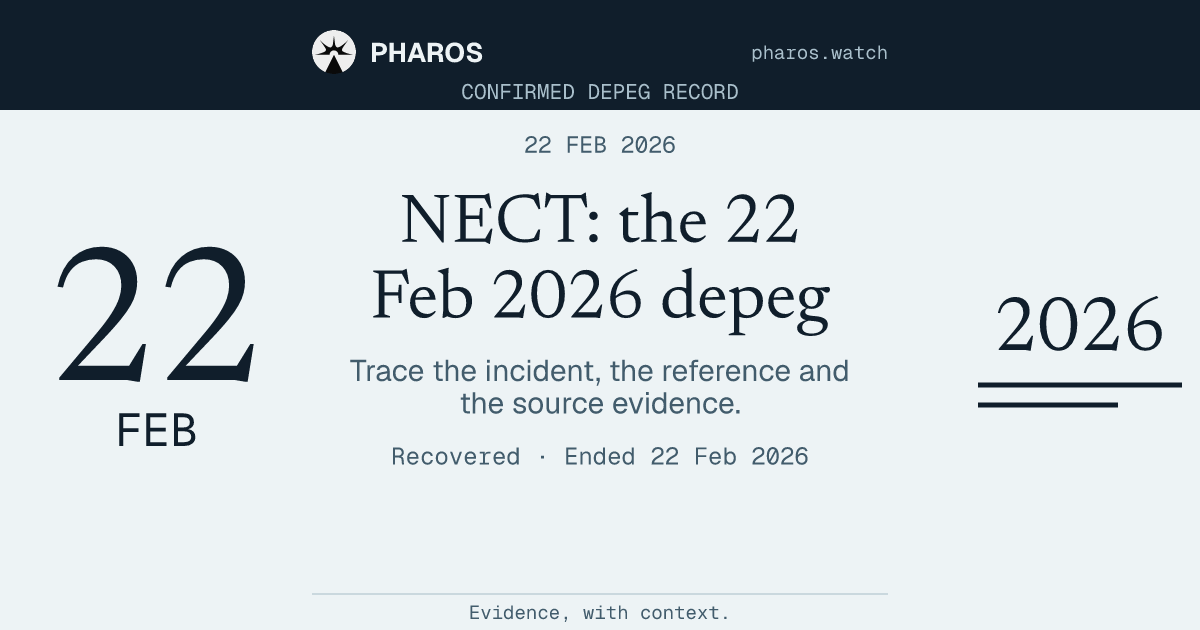 PHAROS
pharos.watch
CONFIRMED DEPEG RECORD
22 FEB 2026
NECT: the 22
Feb 2026 depeg
Trace the incident, the reference and
the source evidence.
Recovered · Ended 22 Feb 2026
22
FEB
2026
Evidence, with context.